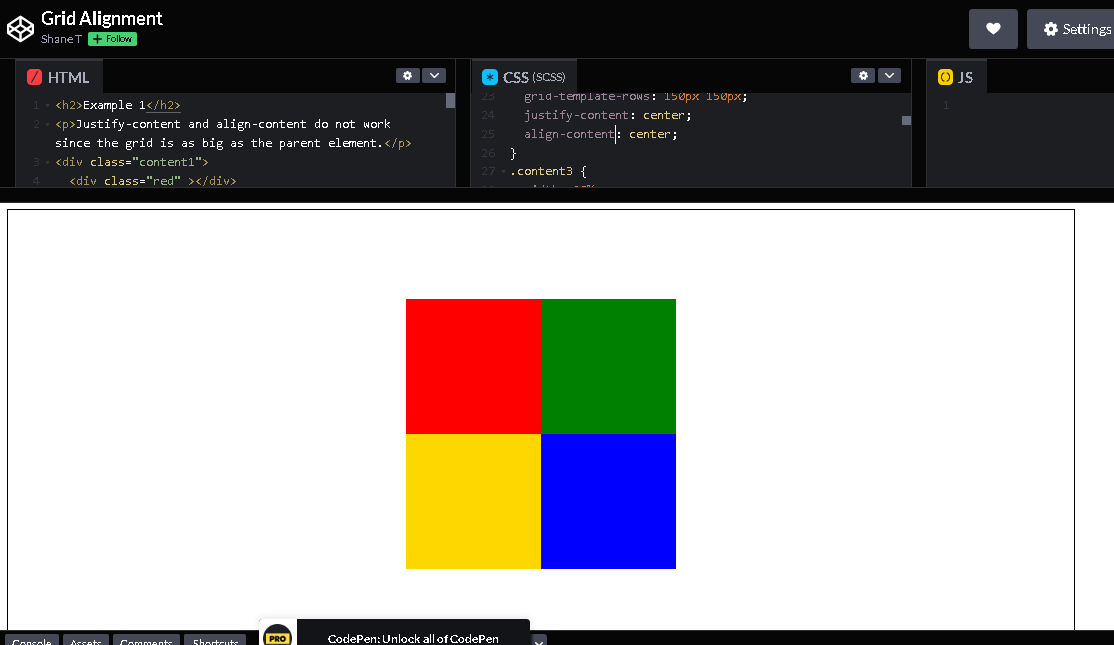 Grid Alignment
Shane T + Follow
Settings
/ HTML
1 <h2>Example 1</h2>
2 <p>Justify-content and align-content do not work
since the grid is as big as the parent element.</p>
3 <div class="content1">
4 <div class="red" ></div>
* CSS (SCSS)
23 grid-template-rows: 150px 150px;
24 justify-content: center;
25 align-content: center;
26 }
27 .content3 {
() JS
1
Console Assets Comments Shortcuts
PRO CodePen: Unlock all of CodePen